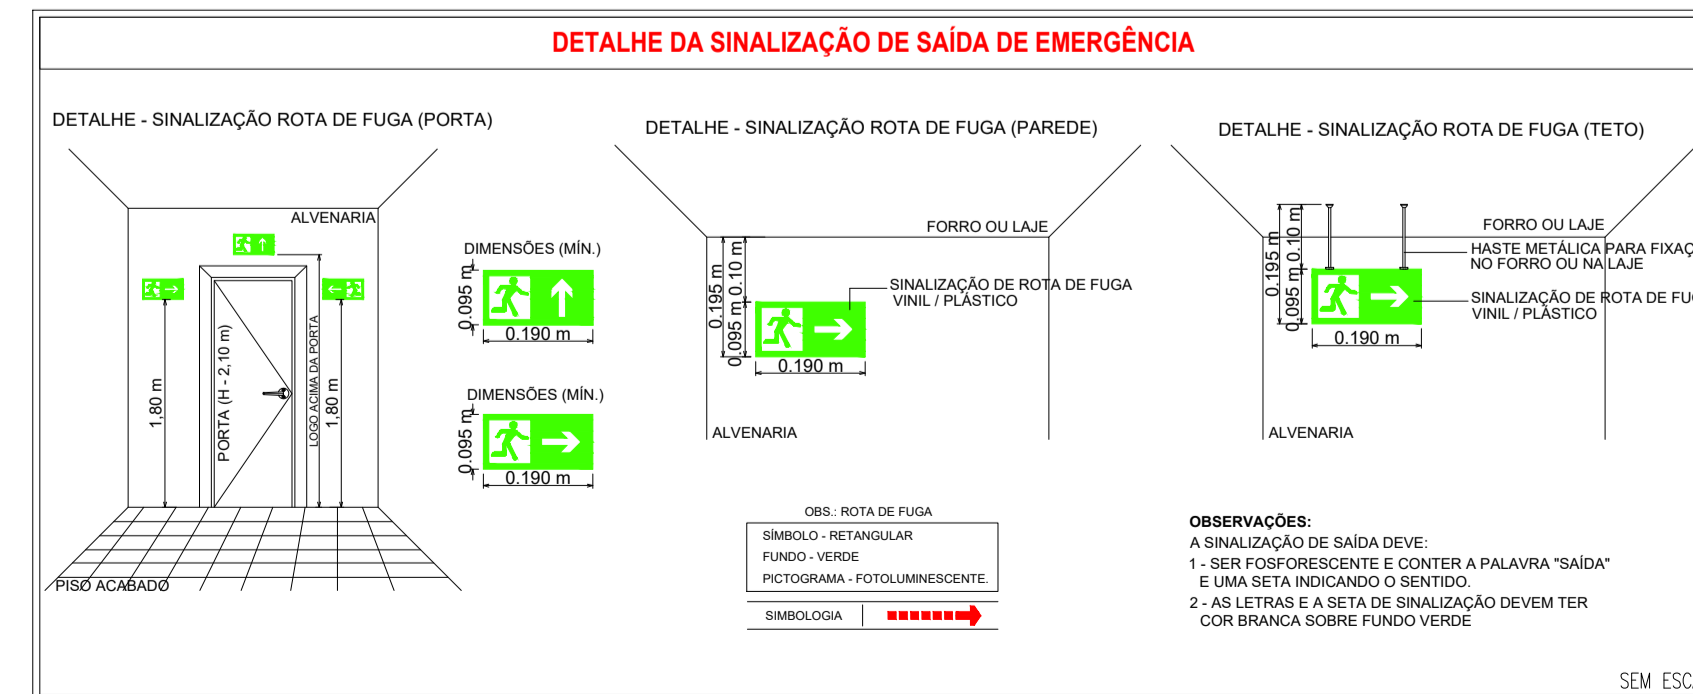 DETALHE DA SINALIZAÇÃO DE SAÍDA DE EMERGÊNCIA
DETALHE - SINALIZAÇÃO ROTA DE FUGA (PORTA)
ALVENARIA
1,80 m
PORTA (H - 2,10 m)
LOGO ACIMA DA PORTA
1,80 m
PISO ACABADO
DIMENSÕES (MÍN.)
0.095 m
0.190 m
DIMENSÕES (MÍN.)
0.095 m
0.190 m
DETALHE - SINALIZAÇÃO ROTA DE FUGA (PAREDE)
FORRO OU LAJE
0.195 m
0.10 m
0.095 m
0.190 m
SINALIZAÇÃO DE ROTA DE FUGA
VINIL / PLÁSTICO
ALVENARIA
DETALHE - SINALIZAÇÃO ROTA DE FUGA (TETO)
FORRO OU LAJE
HASTE METÁLICA PARA FIXAÇ
NO FORRO OU NA LAJE
0.195 m
0.10 m
0.095 m
0.190 m
SINALIZAÇÃO DE ROTA DE FU
VINIL / PLÁSTICO
ALVENARIA
OBS.: ROTA DE FUGA
SÍMBOLO - RETANGULAR
FUNDO - VERDE
PICTOGRAMA - FOTOLUMINESCENTE.
SIMBOLOGIA
OBSERVAÇÕES:
A SINALIZAÇÃO DE SAÍDA DEVE:
1 - SER FOSFORESCENTE E CONTER A PALAVRA "SAÍDA"
E UMA SETA INDICANDO O SENTIDO.
2 - AS LETRAS E A SETA DE SINALIZAÇÃO DEVEM TER
COR BRANCA SOBRE FUNDO VERDE
SEM ESC